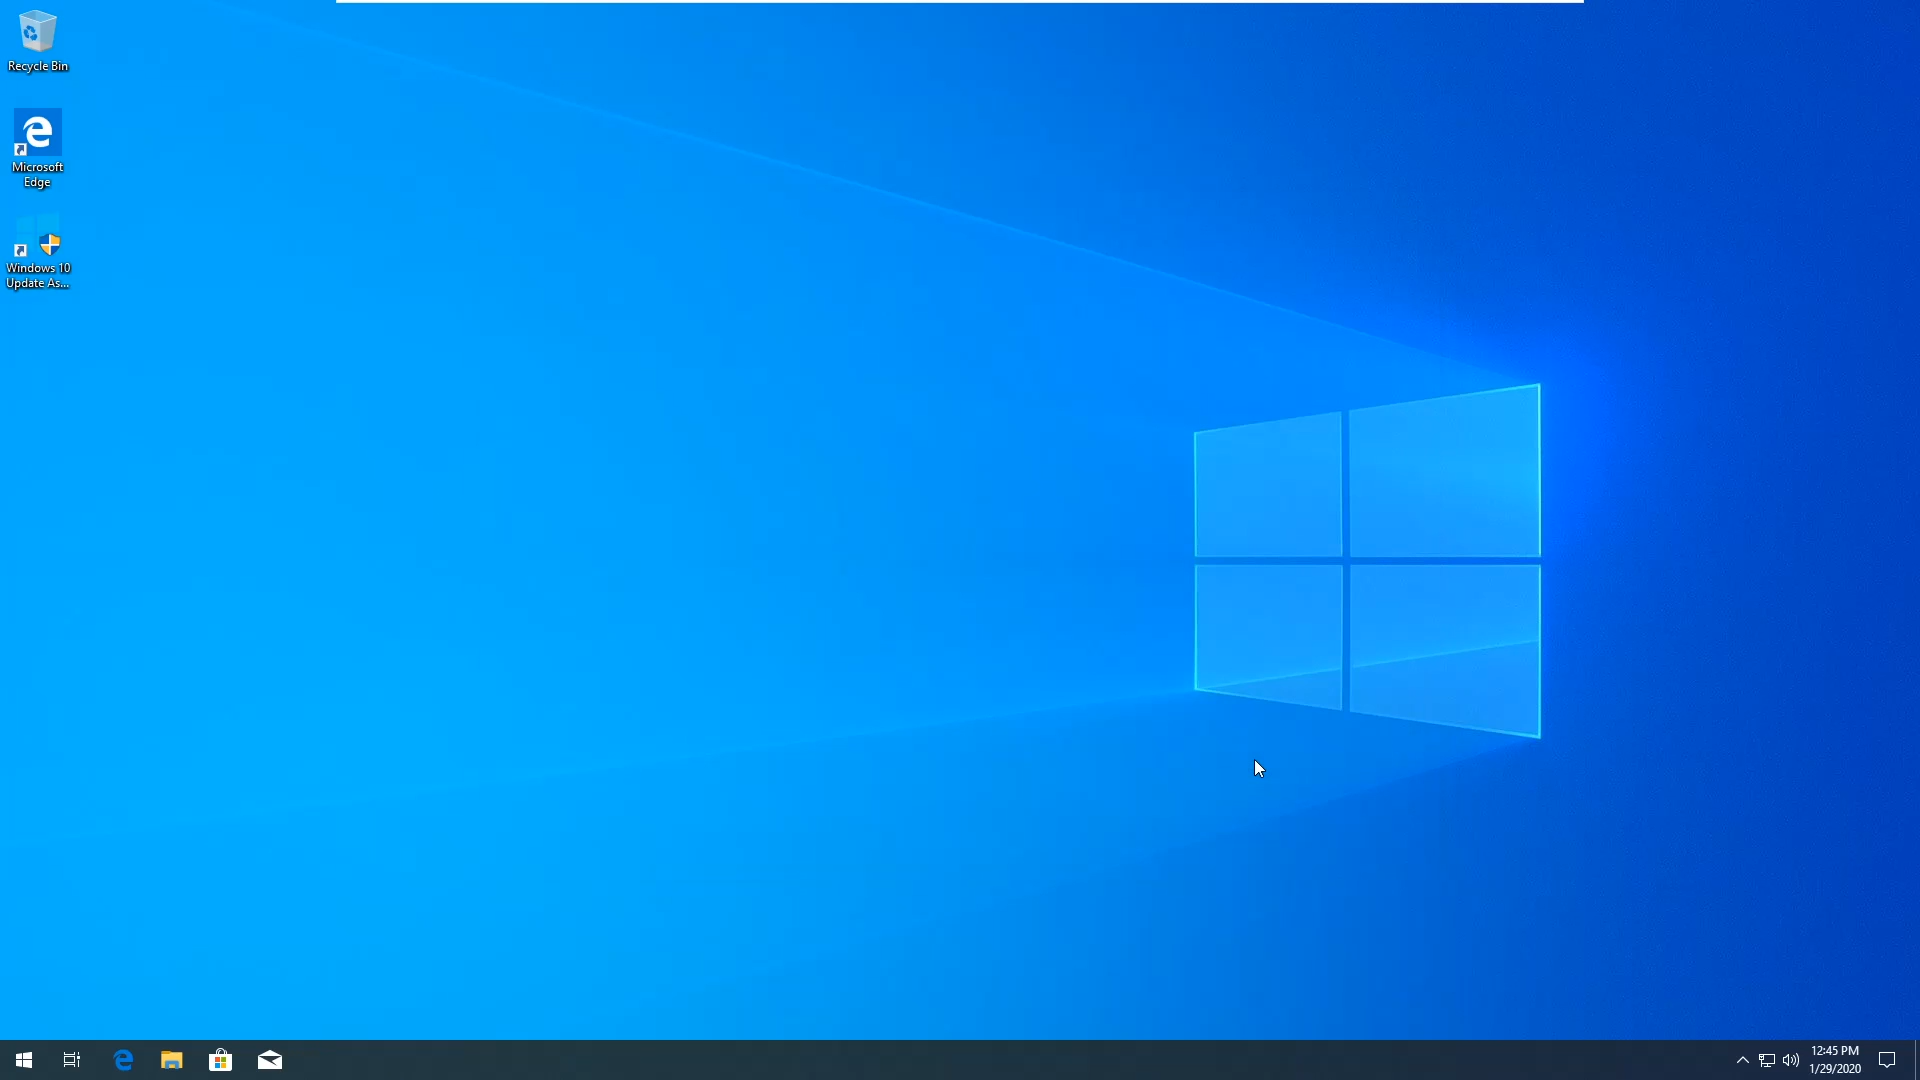 Recycle Bin
Microsoft
Edge
Windows 10
Update As...
12:45 PM
1/29/2020